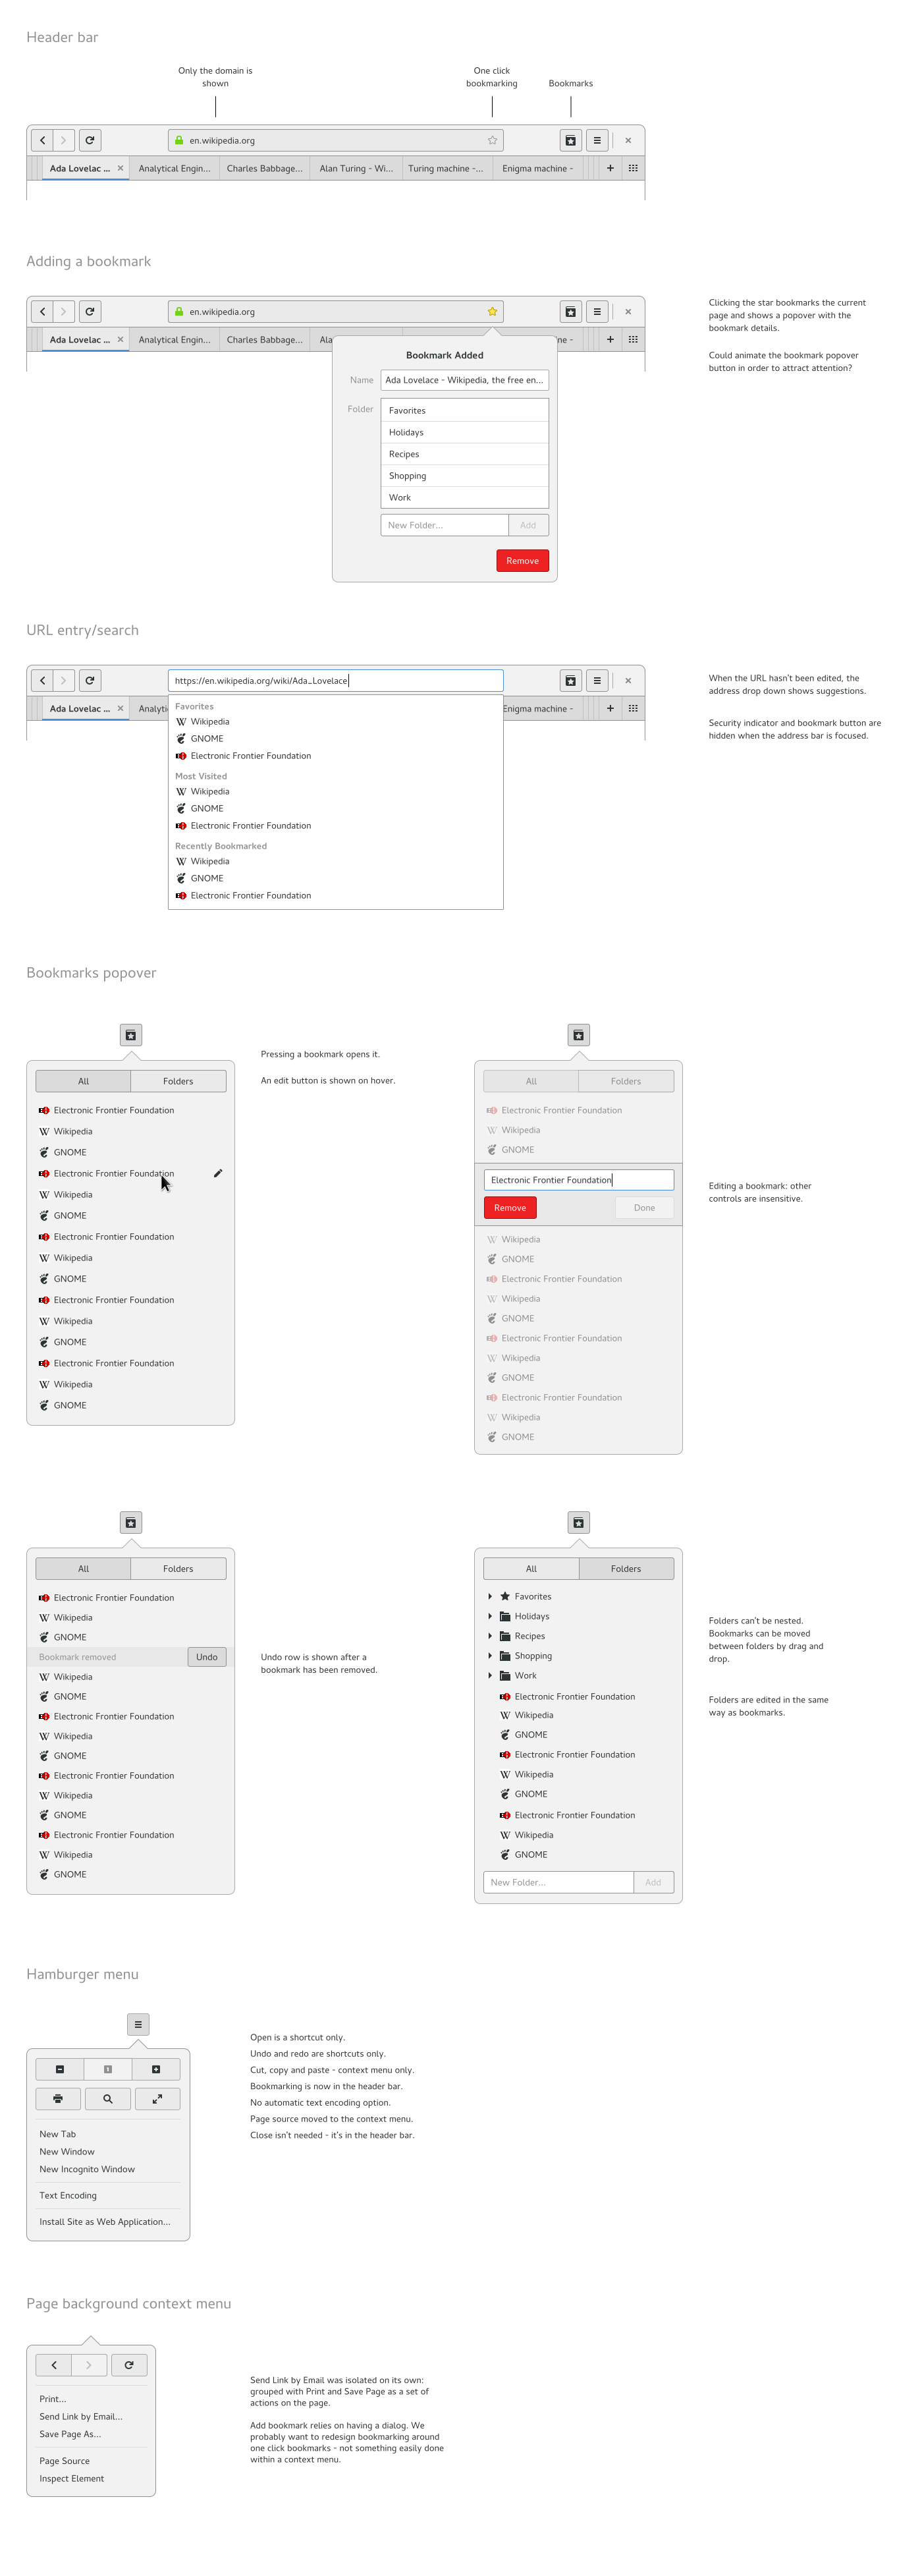 Header bar
Only the domain is
shown
One click
bookmarking
Bookmarks
en.wikipedia.org
Ada Lovelac ...
Analytical Engin...
Charles Babbage...
Alan Turing - Wi...
Turing machine -...
Enigma machine -
Adding a bookmark
en.wikipedia.org
Ada Lovelac ...
Analytical Engin...
Charles Babbage...
Ala
ne -
Clicking the star bookmarks the current
page and shows a popover with the
bookmark details.
Could animate the bookmark popover
button in order to attract attention?
Bookmark Added
Name
Ada Lovelace - Wikipedia, the free en...
Folder
Favorites
Holidays
Recipes
Shopping
Work
New Folder...
Add
Remove
URL entry/search
https://en.wikipedia.org/wiki/Ada_Lovelace
Ada Lovelac ...
Analyti
Enigma machine -
When the URL hasn't been edited, the
address drop down shows suggestions.
Security indicator and bookmark button are
hidden when the address bar is focused.
Favorites
Wikipedia
GNOME
Electronic Frontier Foundation
Most Visited
Wikipedia
GNOME
Electronic Frontier Foundation
Recently Bookmarked
Wikipedia
GNOME
Electronic Frontier Foundation
Bookmarks popover
All
Folders
Electronic Frontier Foundation
Wikipedia
GNOME
Electronic Frontier Foundation
Wikipedia
GNOME
Electronic Frontier Foundation
Wikipedia
GNOME
Electronic Frontier Foundation
Wikipedia
GNOME
Electronic Frontier Foundation
Wikipedia
GNOME
Pressing a bookmark opens it.
An edit button is shown on hover.
All
Folders
Electronic Frontier Foundation
Wikipedia
GNOME
Electronic Frontier Foundation
Remove
Done
Wikipedia
GNOME
Electronic Frontier Foundation
Wikipedia
GNOME
Electronic Frontier Foundation
Wikipedia
GNOME
Electronic Frontier Foundation
Wikipedia
GNOME
Editing a bookmark: other
controls are insensitive.
All
Folders
Electronic Frontier Foundation
Wikipedia
GNOME
Bookmark removed
Undo
Wikipedia
GNOME
Electronic Frontier Foundation
Wikipedia
GNOME
Electronic Frontier Foundation
Wikipedia
GNOME
Electronic Frontier Foundation
Wikipedia
GNOME
Undo row is shown after a
bookmark has been removed.
All
Folders
Favorites
Holidays
Recipes
Shopping
Work
Electronic Frontier Foundation
Wikipedia
GNOME
Electronic Frontier Foundation
Wikipedia
GNOME
Electronic Frontier Foundation
Wikipedia
GNOME
New Folder...
Add
Folders can't be nested.
Bookmarks can be moved
between folders by drag and
drop.
Folders are edited in the same
way as bookmarks.
Hamburger menu
New Tab
New Window
New Incognito Window
Text Encoding
Install Site as Web Application...
Open is a shortcut only.
Undo and redo are shortcuts only.
Cut, copy and paste - context menu only.
Bookmarking is now in the header bar.
No automatic text encoding option.
Page source moved to the context menu.
Close isn't needed - it's in the header bar.
Page background context menu
Print...
Send Link by Email...
Save Page As...
Page Source
Inspect Element
Send Link by Email was isolated on its own:
grouped with Print and Save Page as a set of
actions on the page.
Add bookmark relies on having a dialog. We
probably want to redesign bookmarking around
one click bookmarks - not something easily done
within a context menu.